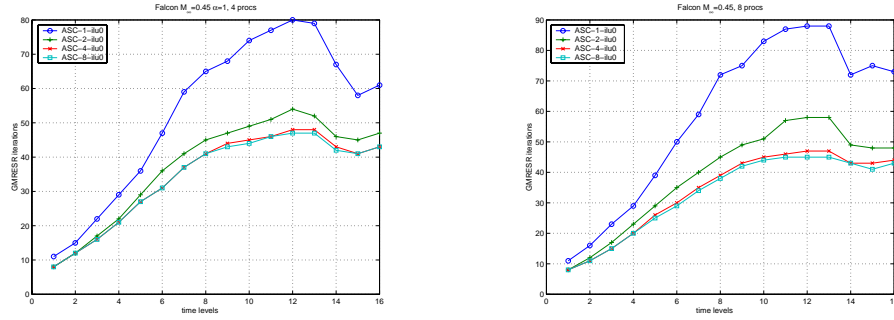 Falcon M_∞=0.45 α=1, 4 procs
80
70
60
50
40
30
20
10
0
GMRESR iterations
ASC-1-ilu0
ASC-2-ilu0
ASC-4-ilu0
ASC-8-ilu0
0 2 4 6 8 10 12 14 16
time levels
Falcon M_∞=0.45, 8 procs
90
80
70
60
50
40
30
20
10
0
GMRESR iterations
ASC-1-ilu0
ASC-2-ilu0
ASC-4-ilu0
ASC-8-ilu0
0 2 4 6 8 10 12 14
time levels